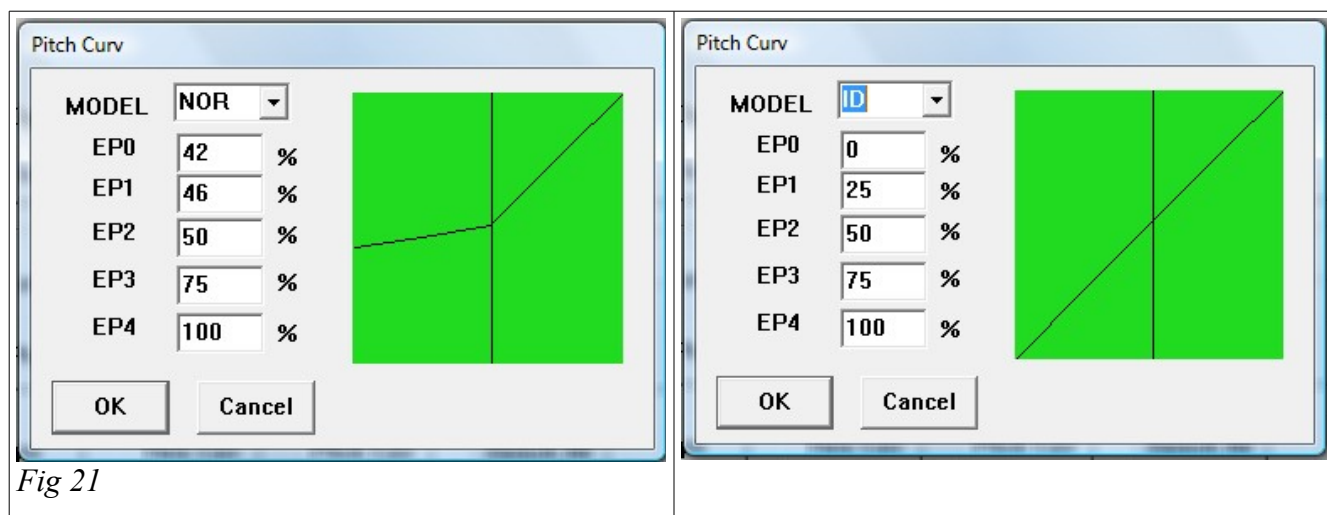 Pitch Curv
MODEL NOR
EP0 42 %
EP1 46 %
EP2 50 %
EP3 75 %
EP4 100 %
OK Cancel
Fig 21
Pitch Curv
MODEL ID
EP0 0 %
EP1 25 %
EP2 50 %
EP3 75 %
EP4 100 %
OK Cancel